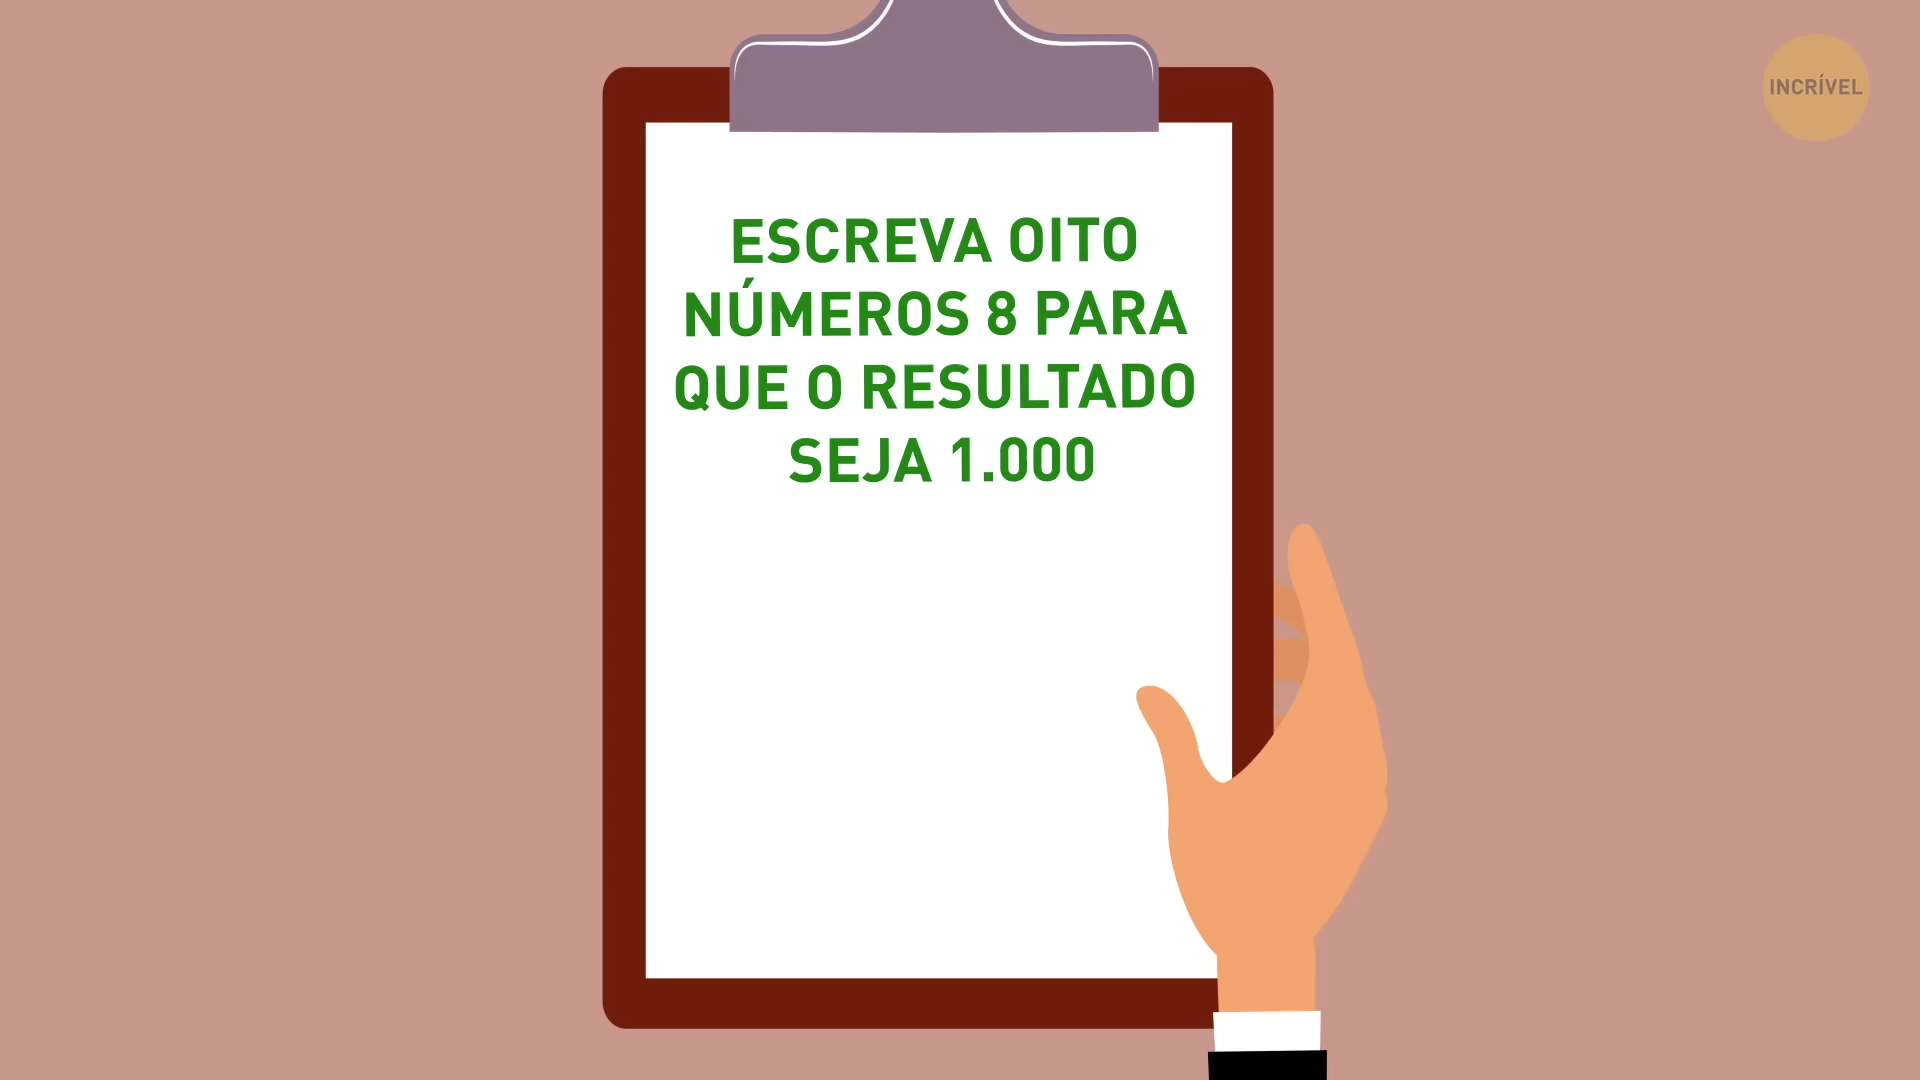 INCRÍVEL
ESCREVA OITO
NÚMEROS 8 PARA
QUE O RESULTADO
SEJA 1.000